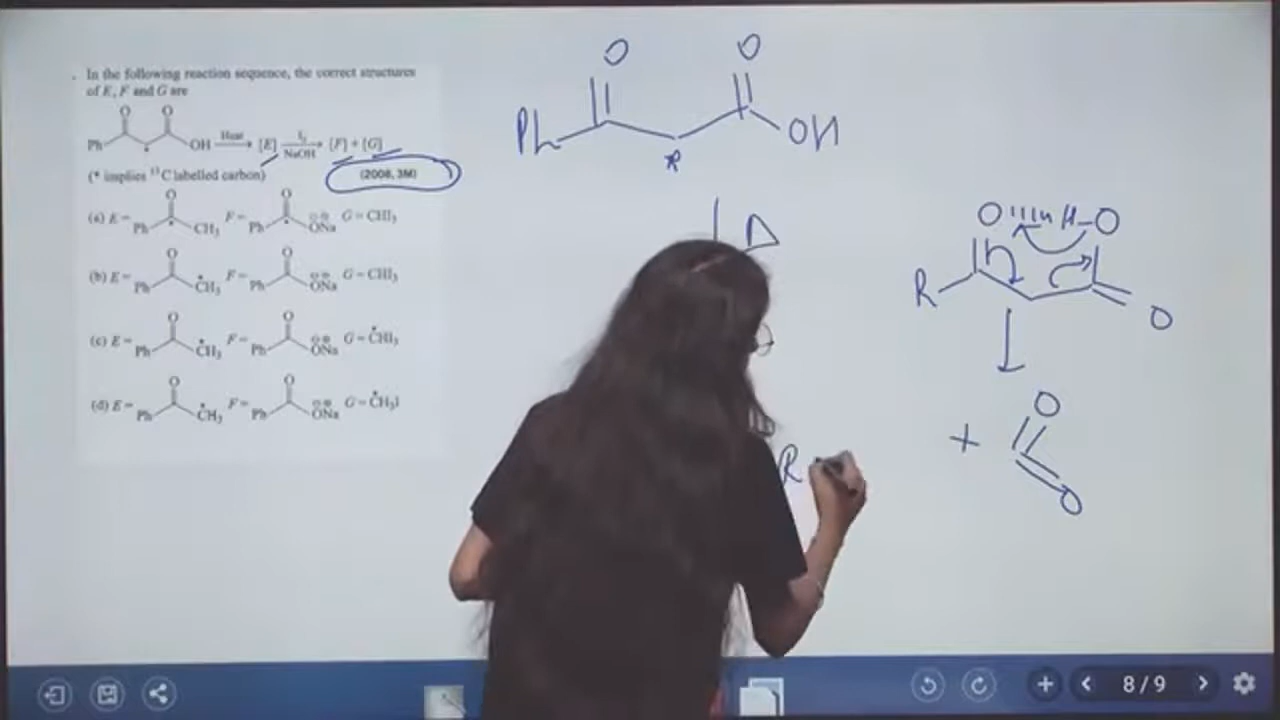 In the following reaction sequence, the correct structures
of E, F and G are
O O
Ph * OH Heat [E] I₂ NaOH [F] + [G]
(* implies ¹³C labelled carbon) (2008, 3M)
(a) E = O Ph * CH₃ F = O Ph * ONa G = CHI₃
(b) E = O Ph *CH₃ F = O Ph ONa G = CHI₃
(c) E = O Ph *CH₃ F = O Ph ONa G = *CHI₃
(d) E = O Ph *CH₃ F = O Ph ONa G = *CH₃I
O O
Ph * OH
Δ
O H-O
R O
+ O
O
R
8 / 9